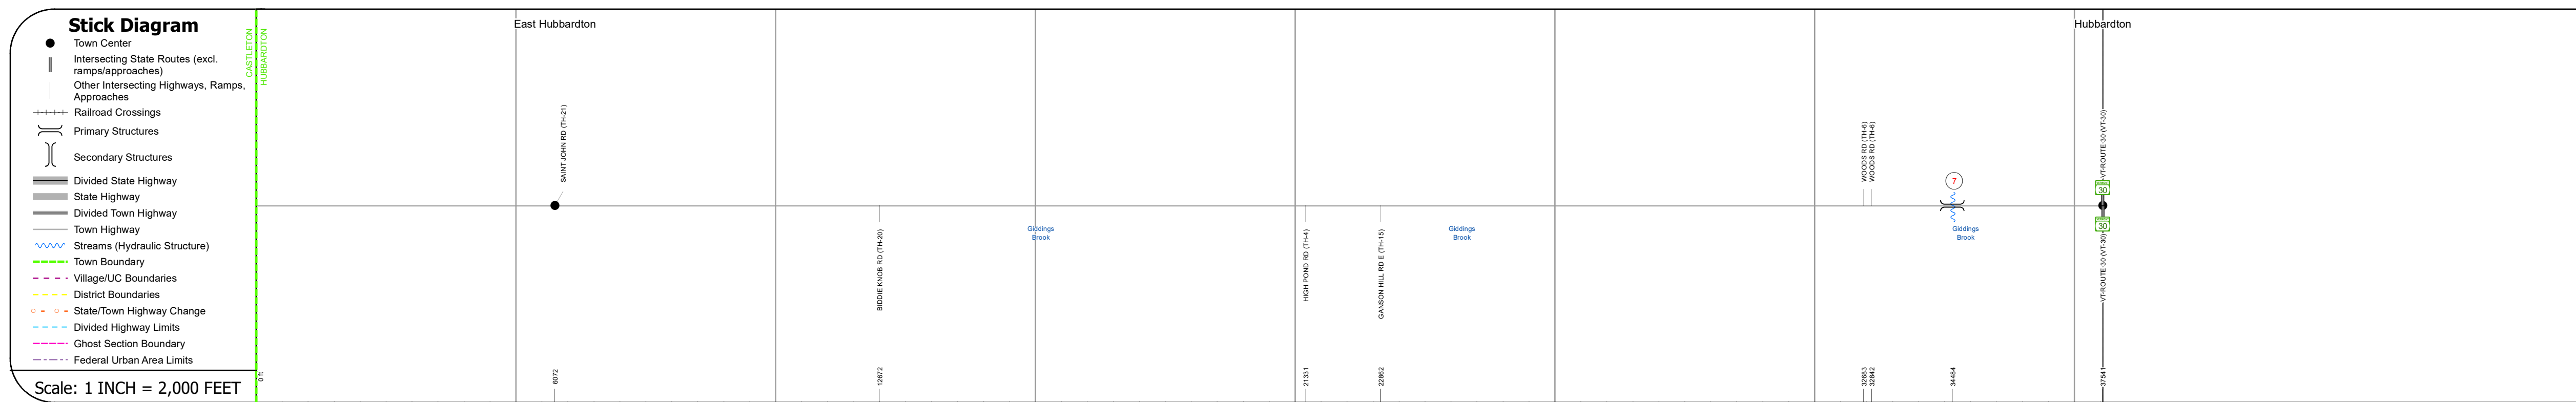 Stick Diagram
Town Center
Intersecting State Routes (excl.
ramps/approaches)
Other Intersecting Highways, Ramps,
Approaches
Railroad Crossings
Primary Structures
Secondary Structures
Divided State Highway
State Highway
Divided Town Highway
Town Highway
Streams (Hydraulic Structure)
Town Boundary
Village/UC Boundaries
District Boundaries
State/Town Highway Change
Divided Highway Limits
Ghost Section Boundary
Federal Urban Area Limits
Scale: 1 INCH = 2,000 FEET
CASTLETON
HUBBARDTON
0 ft
East Hubbardton
SAINT JOHN RD (TH-21)
6072
BIDDIE KNOB RD (TH-20)
12672
Giddings
Brook
HIGH POND RD (TH-4)
21331
GANSON HILL RD E (TH-15)
22862
Giddings
Brook
WOODS RD (TH-6)
WOODS RD (TH-6)
32683
32842
7
Giddings
Brook
34484
Hubbardton
VT-ROUTE-30 (VT-30)
30
30
VT-ROUTE-30 (VT-30)
37541